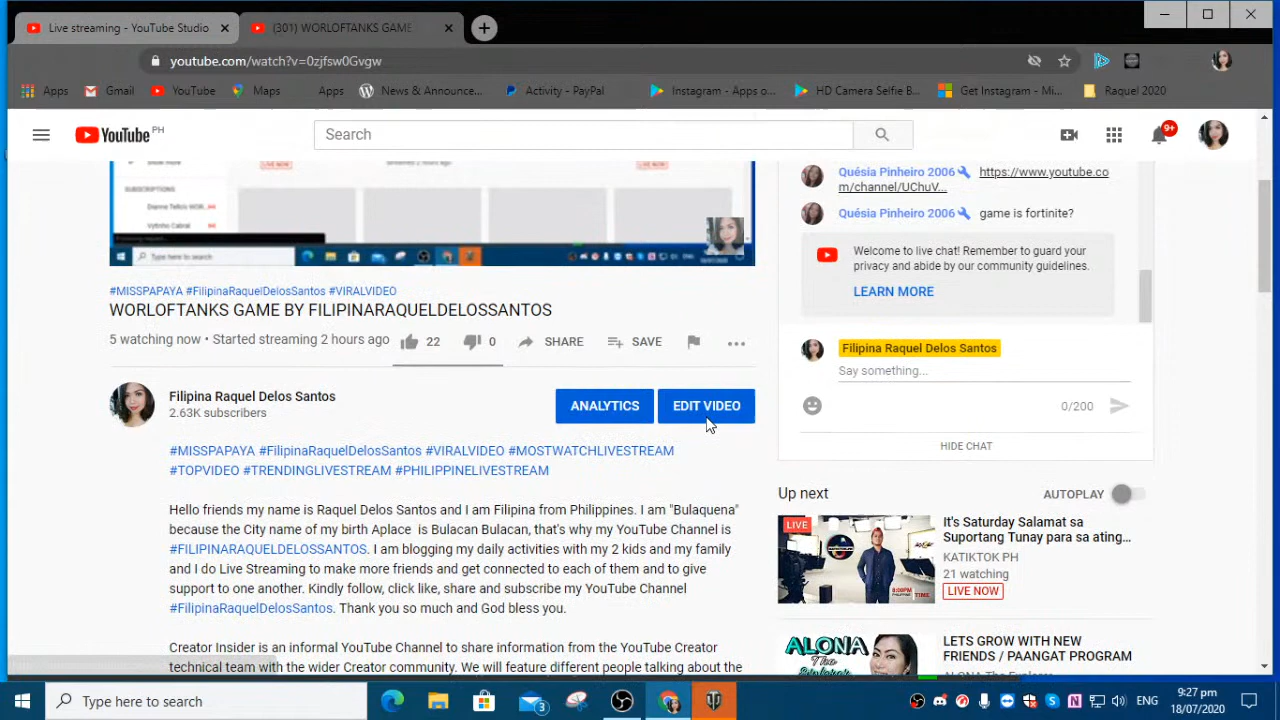 Live streaming - YouTube Studio
(301) WORLOFTANKS GAME
youtube.com/watch?v=0zjfsw0Gvgw
Apps
Gmail
YouTube
Maps
Apps
News & Announce...
Activity - PayPal
Instagram - Apps o...
HD Camera Selfie B...
Get Instagram - Mi...
Raquel 2020
YouTube PH
Search
9+
SUBSCRIPTIONS
Type here to search
Quésia Pinheiro 2006 https://www.youtube.co
m/channel/UChuV...
Quésia Pinheiro 2006 game is fortinite?
Welcome to live chat! Remember to guard your
privacy and abide by our community guidelines.
LEARN MORE
Filipina Raquel Delos Santos
Say something...
0/200
HIDE CHAT
#MISSPAPAYA #FilipinaRaquelDelosSantos #VIRALVIDEO
WORLOFTANKS GAME BY FILIPINARAQUELDELOSSANTOS
5 watching now • Started streaming 2 hours ago
22
0
SHARE
SAVE
Filipina Raquel Delos Santos
2.63K subscribers
ANALYTICS
EDIT VIDEO
#MISSPAPAYA #FilipinaRaquelDelosSantos #VIRALVIDEO #MOSTWATCHLIVESTREAM
#TOPVIDEO #TRENDINGLIVESTREAM #PHILIPPINELIVESTREAM
Hello friends my name is Raquel Delos Santos and I am Filipina from Philippines. I am "Bulaquena"
because the City name of my birth Aplace is Bulacan Bulacan, that's why my YouTube Channel is
#FILIPINARAQUELDELOSSANTOS. I am blogging my daily activities with my 2 kids and my family
and I do Live Streaming to make more friends and get connected to each of them and to give
support to one another. Kindly follow, click like, share and subscribe my YouTube Channel
#FilipinaRaquelDelosSantos. Thank you so much and God bless you.
Creator Insider is an informal YouTube Channel to share information from the YouTube Creator
technical team with the wider Creator community. We will feature different people talking about the
Up next
AUTOPLAY
LIVE
It's Saturday Salamat sa
Suportang Tunay para sa ating...
KATIKTOK PH
21 watching
LIVE NOW
ALONA
The
LETS GROW WITH NEW
FRIENDS / PAANGAT PROGRAM
Type here to search
3
ENG
9:27 pm
18/07/2020